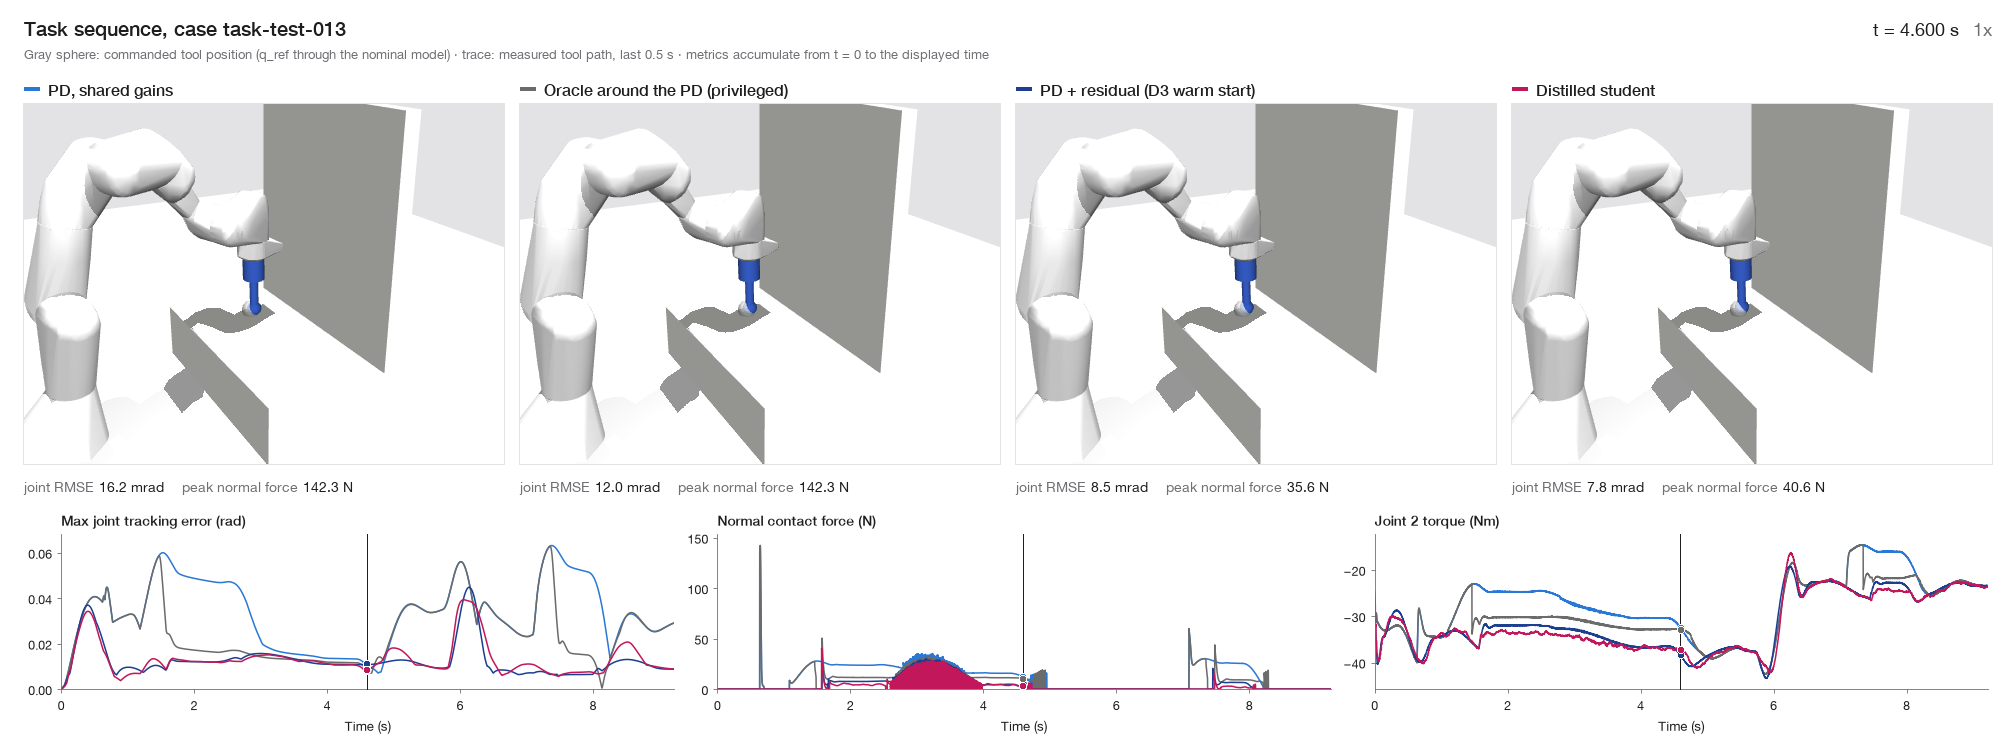 Task sequence, case task-test-013
t = 4.600 s 1x
Gray sphere: commanded tool position (q_ref through the nominal model) · trace: measured tool path, last 0.5 s · metrics accumulate from t = 0 to the displayed time
PD, shared gains
Oracle around the PD (privileged)
PD + residual (D3 warm start)
Distilled student
joint RMSE 16.2 mrad peak normal force 142.3 N
joint RMSE 12.0 mrad peak normal force 142.3 N
joint RMSE 8.5 mrad peak normal force 35.6 N
joint RMSE 7.8 mrad peak normal force 40.6 N
Max joint tracking error (rad)
0.06
0.04
0.02
0.00
0 2 4 6 8
Time (s)
Normal contact force (N)
150
100
50
0
0 2 4 6 8
Time (s)
Joint 2 torque (Nm)
−20
−30
−40
0 2 4 6 8
Time (s)